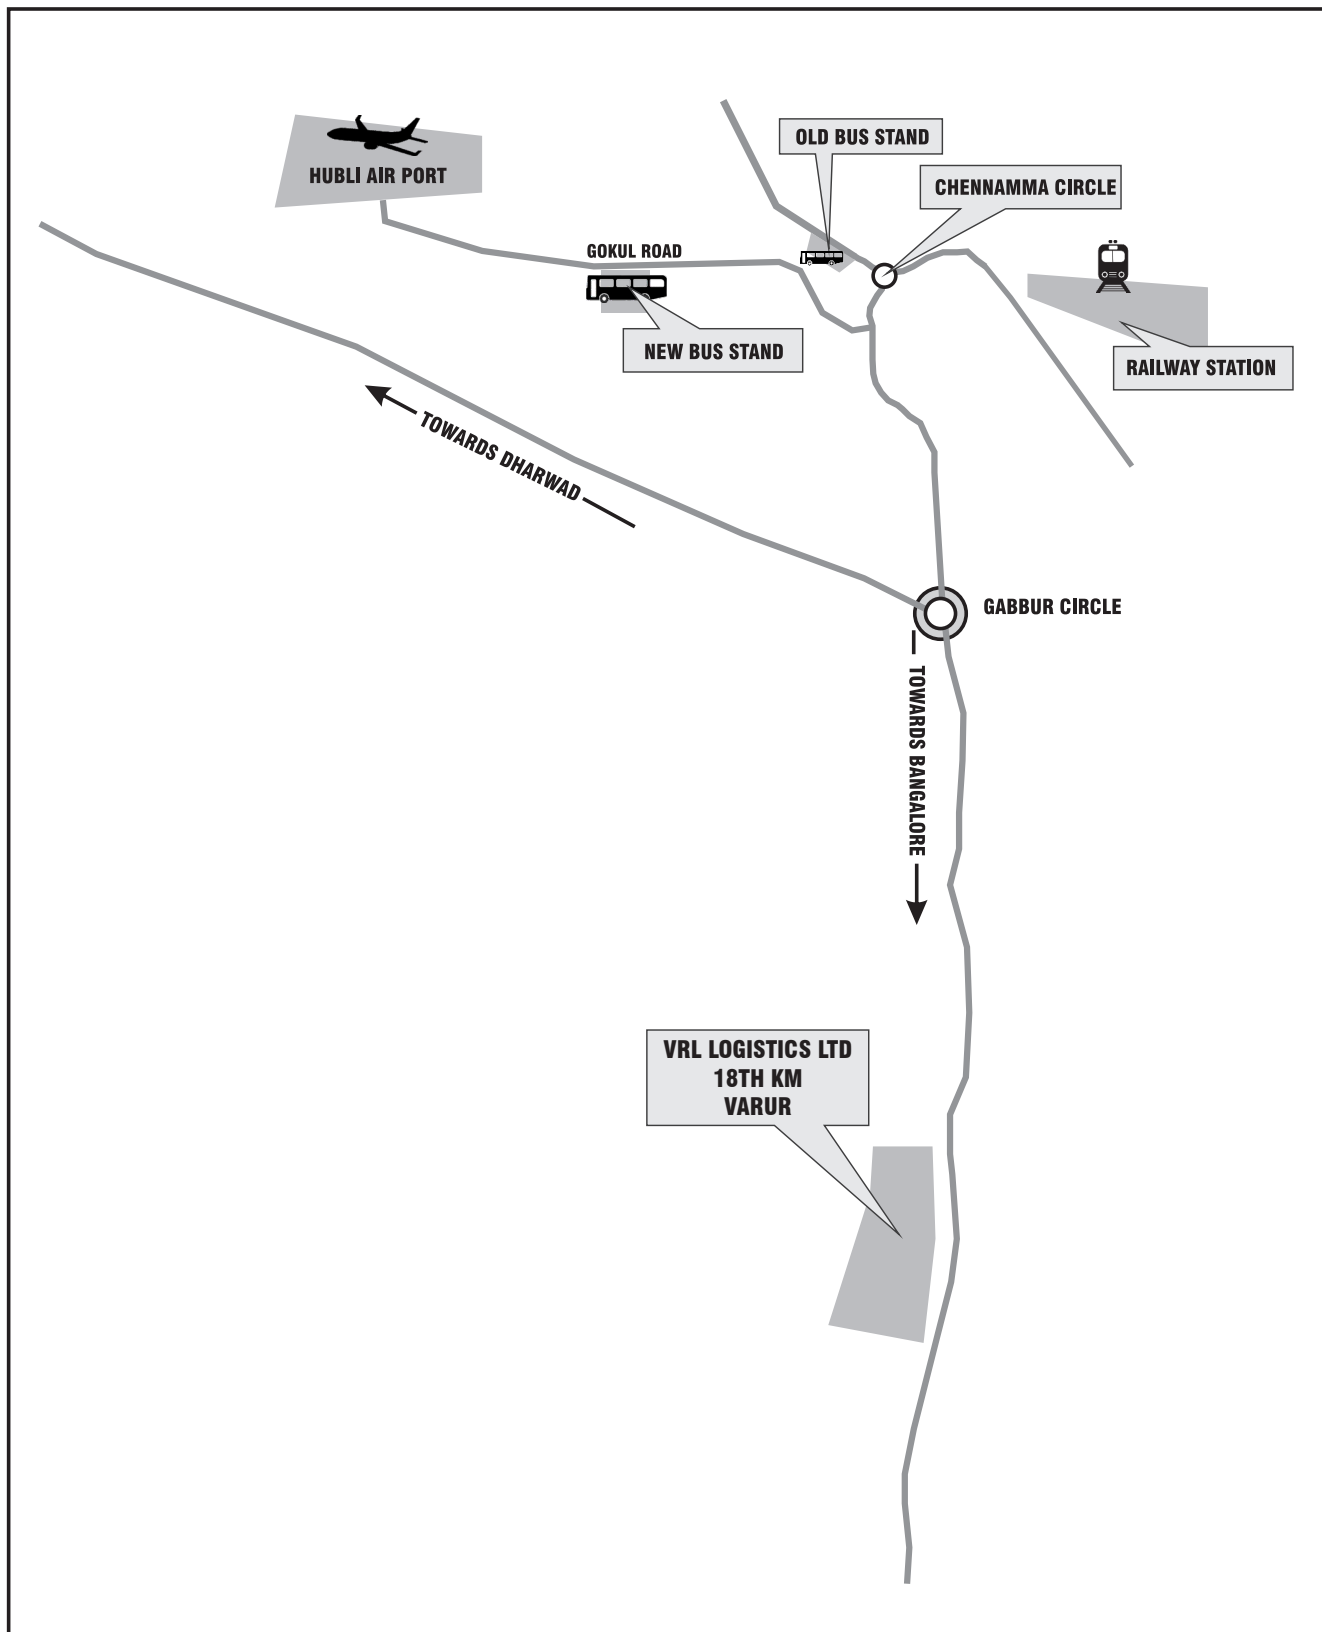 OLD BUS STAND
HUBLI AIR PORT
CHENNAMMA CIRCLE
GOKUL ROAD
NEW BUS STAND
RAILWAY STATION
TOWARDS DHARWAD
GABBUR CIRCLE
TOWARDS BANGALORE
VRL LOGISTICS LTD
18TH KM
VARUR